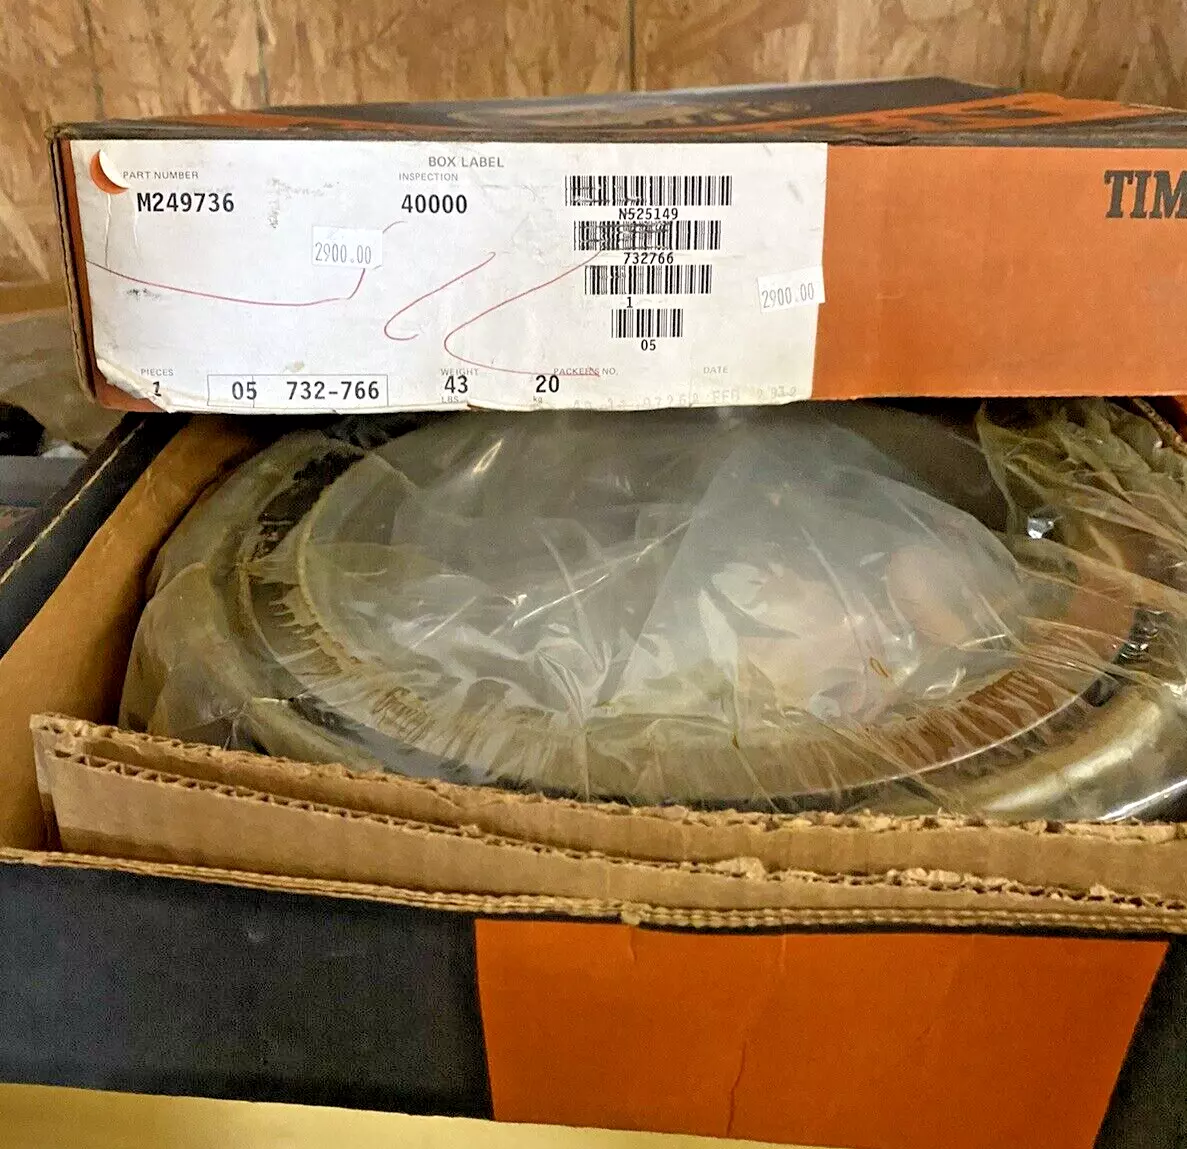 BOX LABEL
PART NUMBER
INSPECTION
M249736
40000
N525149
2900.00
732766
1
2900.00
05
PIECES
WEIGHT
PACKER'S NO.
DATE
1
05 732-766
43
LBS
20
kg
TIM